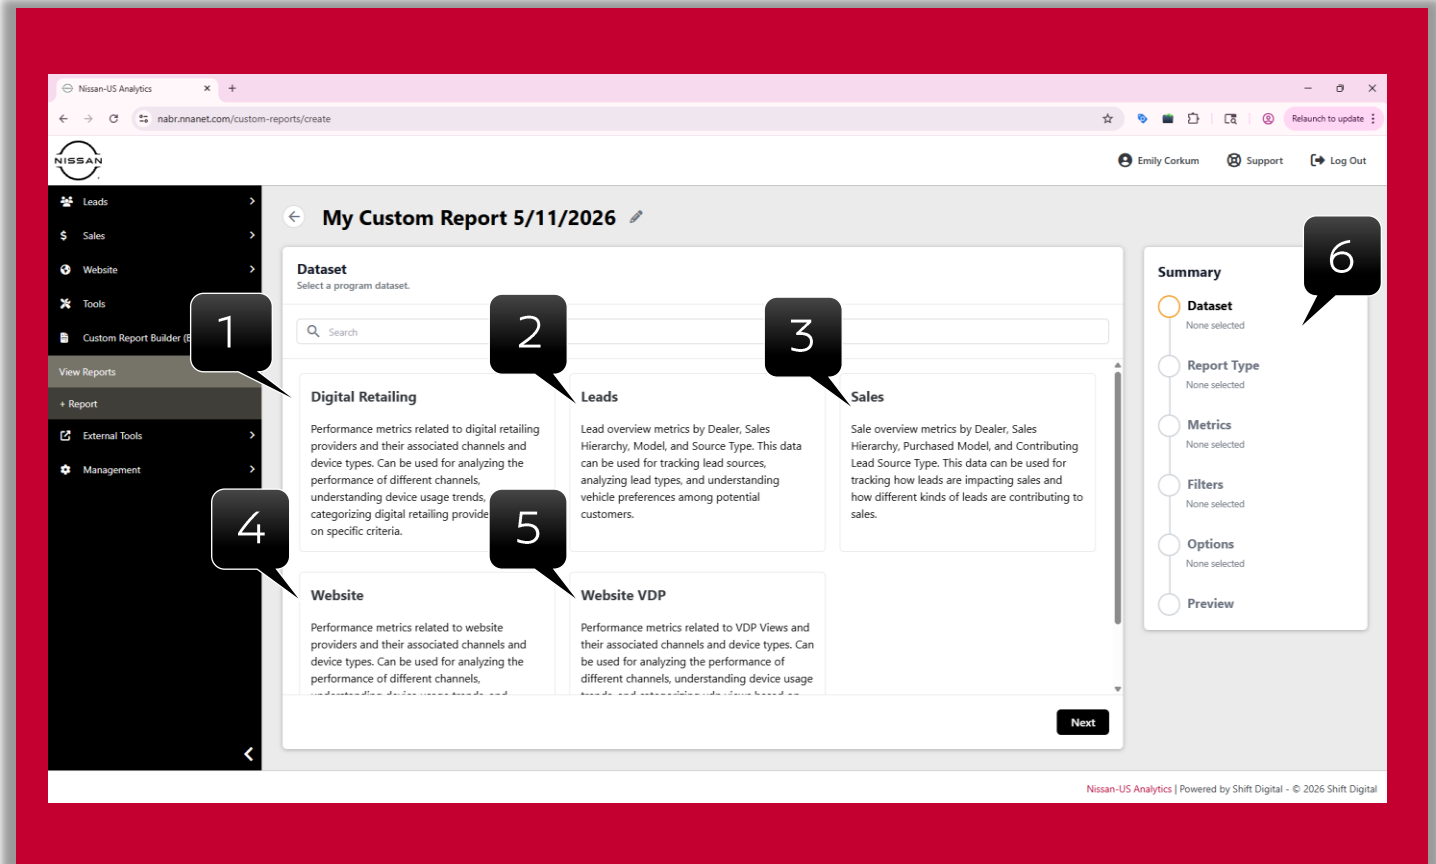 Nissan-US Analytics
nabr.nnanet.com/custom-reports/create
Relaunch to update
NISSAN
Emily Corkum
Support
Log Out
Leads
Sales
Website
Tools
Custom Report Builder (
View Reports
+ Report
External Tools
Management
My Custom Report 5/11/2026
Dataset
Select a program dataset.
Search
1
2
3
Digital Retailing
Performance metrics related to digital retailing
providers and their associated channels and
device types. Can be used for analyzing the
performance of different channels,
understanding device usage trends,
categorizing digital retailing provide
on specific criteria.
Leads
Lead overview metrics by Dealer, Sales
Hierarchy, Model, and Source Type. This data
can be used for tracking lead sources,
analyzing lead types, and understanding
vehicle preferences among potential
customers.
Sales
Sale overview metrics by Dealer, Sales
Hierarchy, Purchased Model, and Contributing
Lead Source Type. This data can be used for
tracking how leads are impacting sales and
how different kinds of leads are contributing to
sales.
4
5
Website
Performance metrics related to website
providers and their associated channels and
device types. Can be used for analyzing the
performance of different channels,
understanding device usage trends, and
Website VDP
Performance metrics related to VDP Views and
their associated channels and device types. Can
be used for analyzing the performance of
different channels, understanding device usage
trends, and categorizing vdp views based on
Next
6
Summary
Dataset
None selected
Report Type
None selected
Metrics
None selected
Filters
None selected
Options
None selected
Preview
Nissan-US Analytics | Powered by Shift Digital - © 2026 Shift Digital